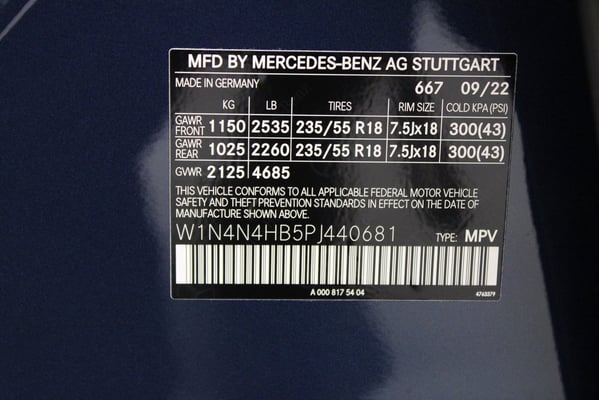 MFD BY MERCEDES-BENZ AG STUTTGART
MADE IN GERMANY 667 09/22
KG LB TIRES RIM SIZE COLD KPA(PSI)
GAWR FRONT 1150 2535 235/55 R18 7.5Jx18 300(43)
GAWR REAR 1025 2260 235/55 R18 7.5Jx18 300(43)
GVWR 2125 4685
THIS VEHICLE CONFORMS TO ALL APPLICABLE FEDERAL MOTOR VEHICLE
SAFETY AND THEFT PREVENTION STANDARDS IN EFFECT ON THE DATE OF
MANUFACTURE SHOWN ABOVE.
W1N4N4HB5PJ440681 TYPE: MPV
A 000 817 54 04 4763379